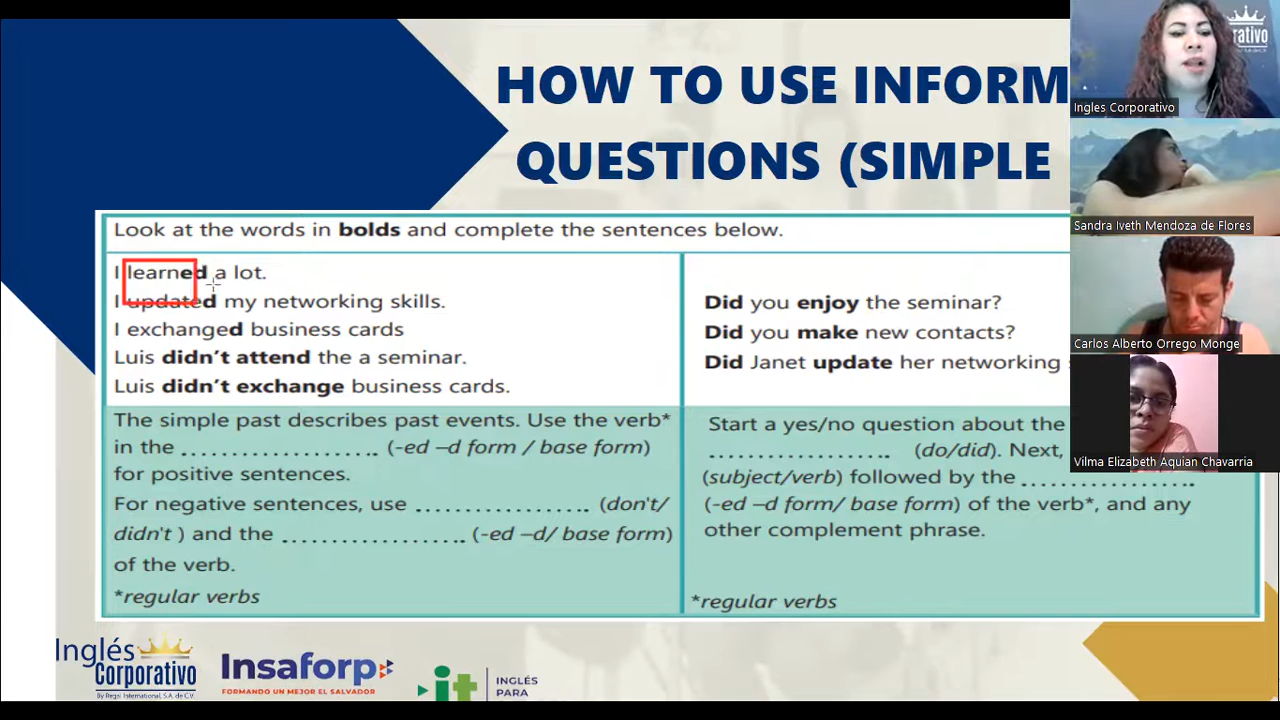 HOW TO USE INFORM
QUESTIONS (SIMPLE
Look at the words in bolds and complete the sentences below.
I learned a lot.
I updated my networking skills.
I exchanged business cards
Luis didn't attend the a seminar.
Luis didn't exchange business cards.
Did you enjoy the seminar?
Did you make new contacts?
Did Janet update her networking
The simple past describes past events. Use the verb*
in the .................... (-ed –d form / base form)
for positive sentences.
For negative sentences, use .................. (don't/
didn't ) and the ................... (-ed –d/ base form)
of the verb.
*regular verbs
Start a yes/no question about the
................... (do/did). Next,
(subject/verb) followed by the ..................
(-ed –d form/ base form) of the verb*, and any
other complement phrase.
*regular verbs
Inglés
Corporativo
By Regal International, S.A. de C.V.
Insaforp
FORMANDO UN MEJOR EL SALVADOR
it
INGLÉS
PARA
rativo
Ingles Corporativo
Sandra Iveth Mendoza de Flores
Carlos Alberto Orrego Monge
Vilma Elizabeth Aquian Chavarria